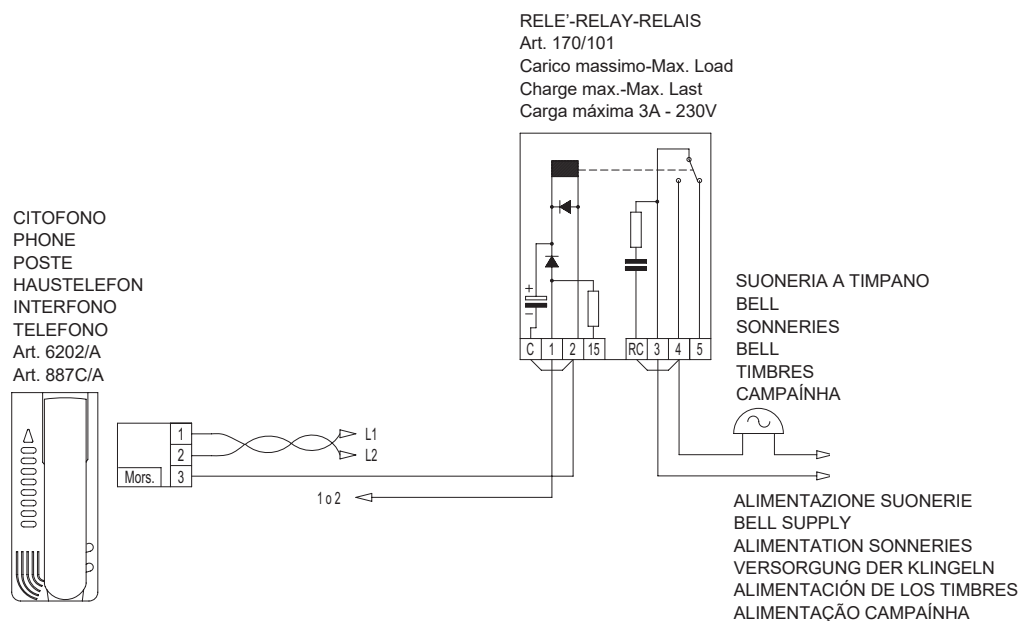 RELE'-RELAY-RELAIS
Art. 170/101
Carico massimo-Max. Load
Charge max.-Max. Last
Carga máxima 3A - 230V
+
–
C 1 2 15 RC 3 4 5
CITOFONO
PHONE
POSTE
HAUSTELEFON
INTERFONO
TELEFONO
Art. 6202/A
Art. 887C/A
Mors.
1
2
3
L1
L2
1 o 2
SUONERIA A TIMPANO
BELL
SONNERIES
BELL
TIMBRES
CAMPAÍNHA
ALIMENTAZIONE SUONERIE
BELL SUPPLY
ALIMENTATION SONNERIES
VERSORGUNG DER KLINGELN
ALIMENTACIÓN DE LOS TIMBRES
ALIMENTAÇÃO CAMPAÍNHA